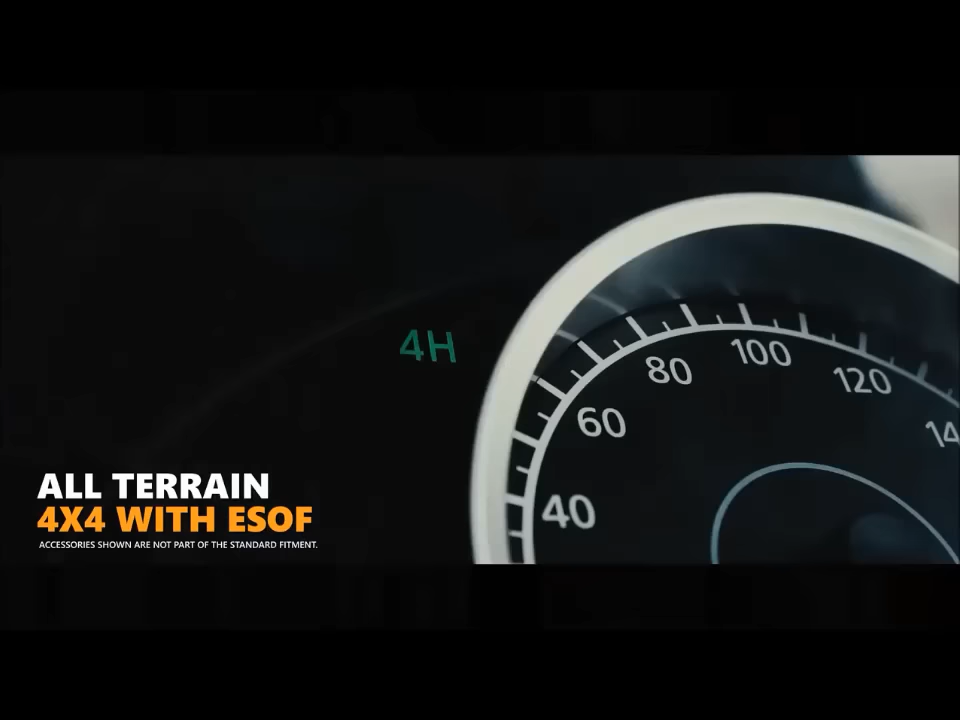 4H
80
100
120
60
14
40
ALL TERRAIN
4X4 WITH ESOF
ACCESSORIES SHOWN ARE NOT PART OF THE STANDARD FITMENT.